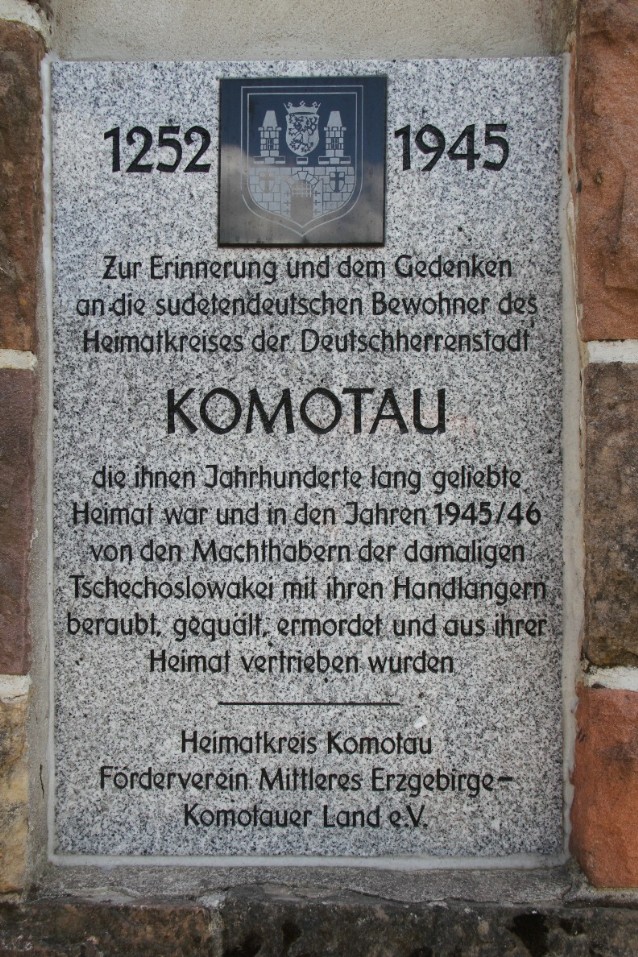 1252 1945
Zur Erinnerung und dem Gedenken
an die sudetendeutschen Bewohner des
Heimatkreises der Deutschherrenstadt
KOMOTAU
die ihnen Jahrhunderte lang geliebte
Heimat war und in den Jahren 1945/46
von den Machthabern der damaligen
Tschechoslowakei mit ihren Handlangern
beraubt, gequält, ermordet und aus ihrer
Heimat vertrieben wurden
Heimatkreis Komotau
Förderverein Mittleres Erzgebirge-
Komotauer Land e.V.